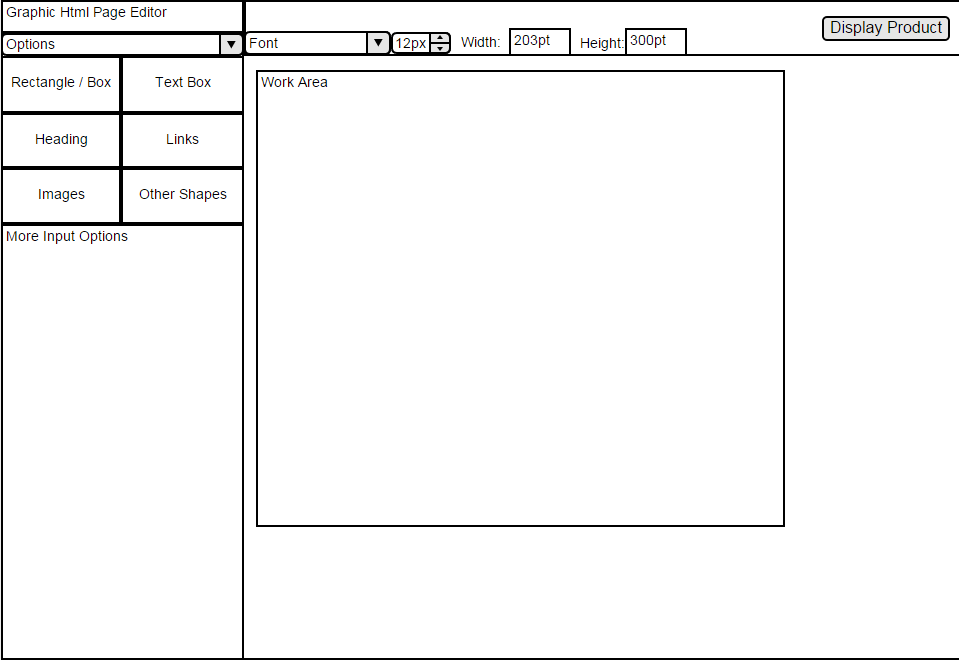 Graphic Html Page Editor
Options
Font
12px
Width:
203pt
Height:
300pt
Display Product
Rectangle / Box
Text Box
Heading
Links
Images
Other Shapes
More Input Options
Work Area